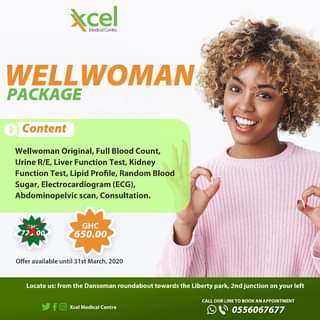 xcel
Medical Centre
WELLWOMAN
PACKAGE
Content
Wellwoman Original, Full Blood Count,
Urine R/E, Liver Function Test, Kidney
Function Test, Lipid Profile, Random Blood
Sugar, Electrocardiogram (ECG),
Abdominopelvic scan, Consultation.
GHC
GHC
650.00
Offer available until 31st March, 2020
Locate us: from the Dansoman roundabout towards the Liberty park, 2nd junction on your left
Xcel Medical Centre
CALL OUR LINE TO BOOK AN APPOINTMENT
0556067677